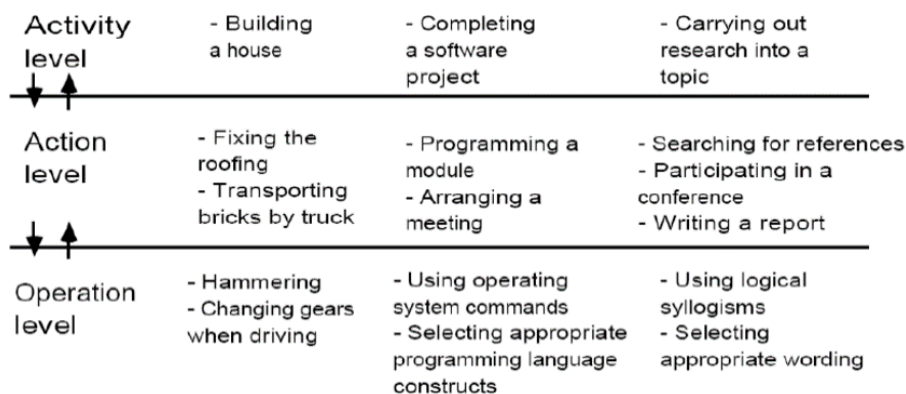 Activity level
- Building a house
- Completing a software project
- Carrying out research into a topic
Action level
- Fixing the roofing
- Transporting bricks by truck
- Programming a module
- Arranging a meeting
- Searching for references
- Participating in a conference
- Writing a report
Operation level
- Hammering
- Changing gears when driving
- Using operating system commands
- Selecting appropriate programming language constructs
- Using logical syllogisms
- Selecting appropriate wording